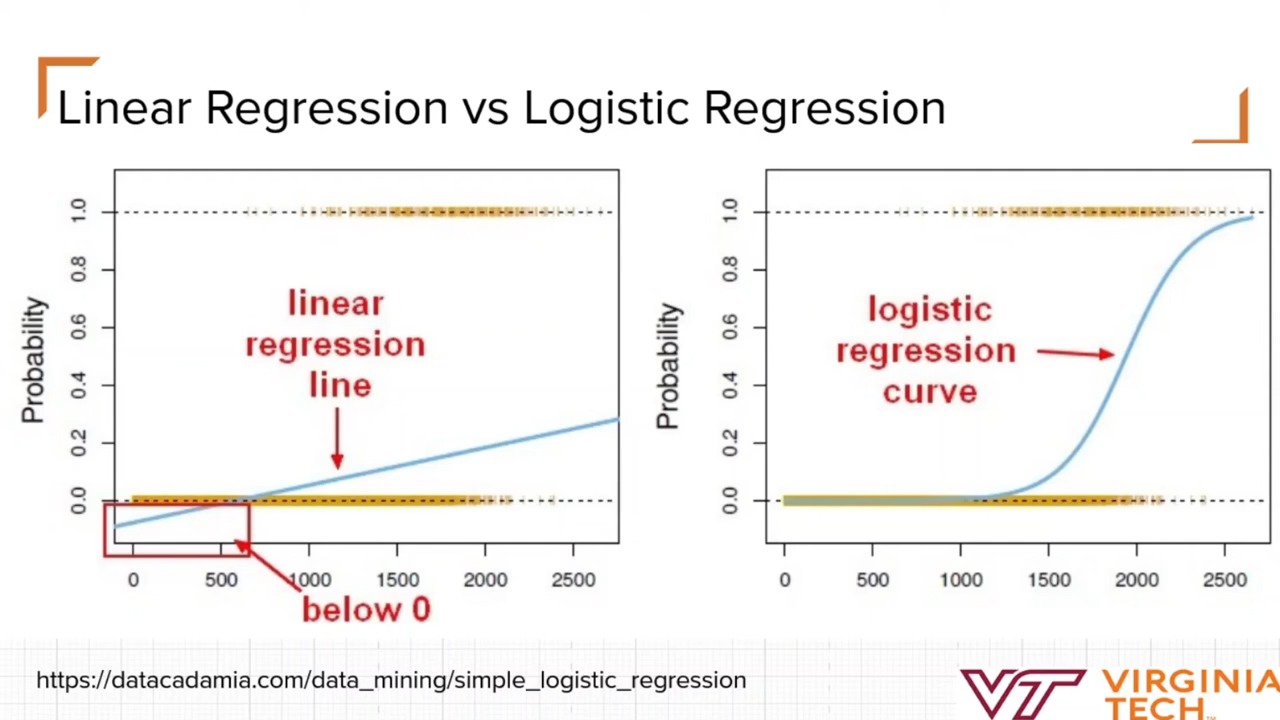 Linear Regression vs Logistic Regression
Probability
0.0
0.2
0.4
0.6
0.8
1.0
linear
regression
line
0
500
1000
1500
2000
2500
below 0
Probability
0.0
0.2
0.4
0.6
0.8
1.0
logistic
regression
curve
0
500
1000
1500
2000
2500
https://datacadamia.com/data_mining/simple_logistic_regression
VT
VIRGINIA
TECH™